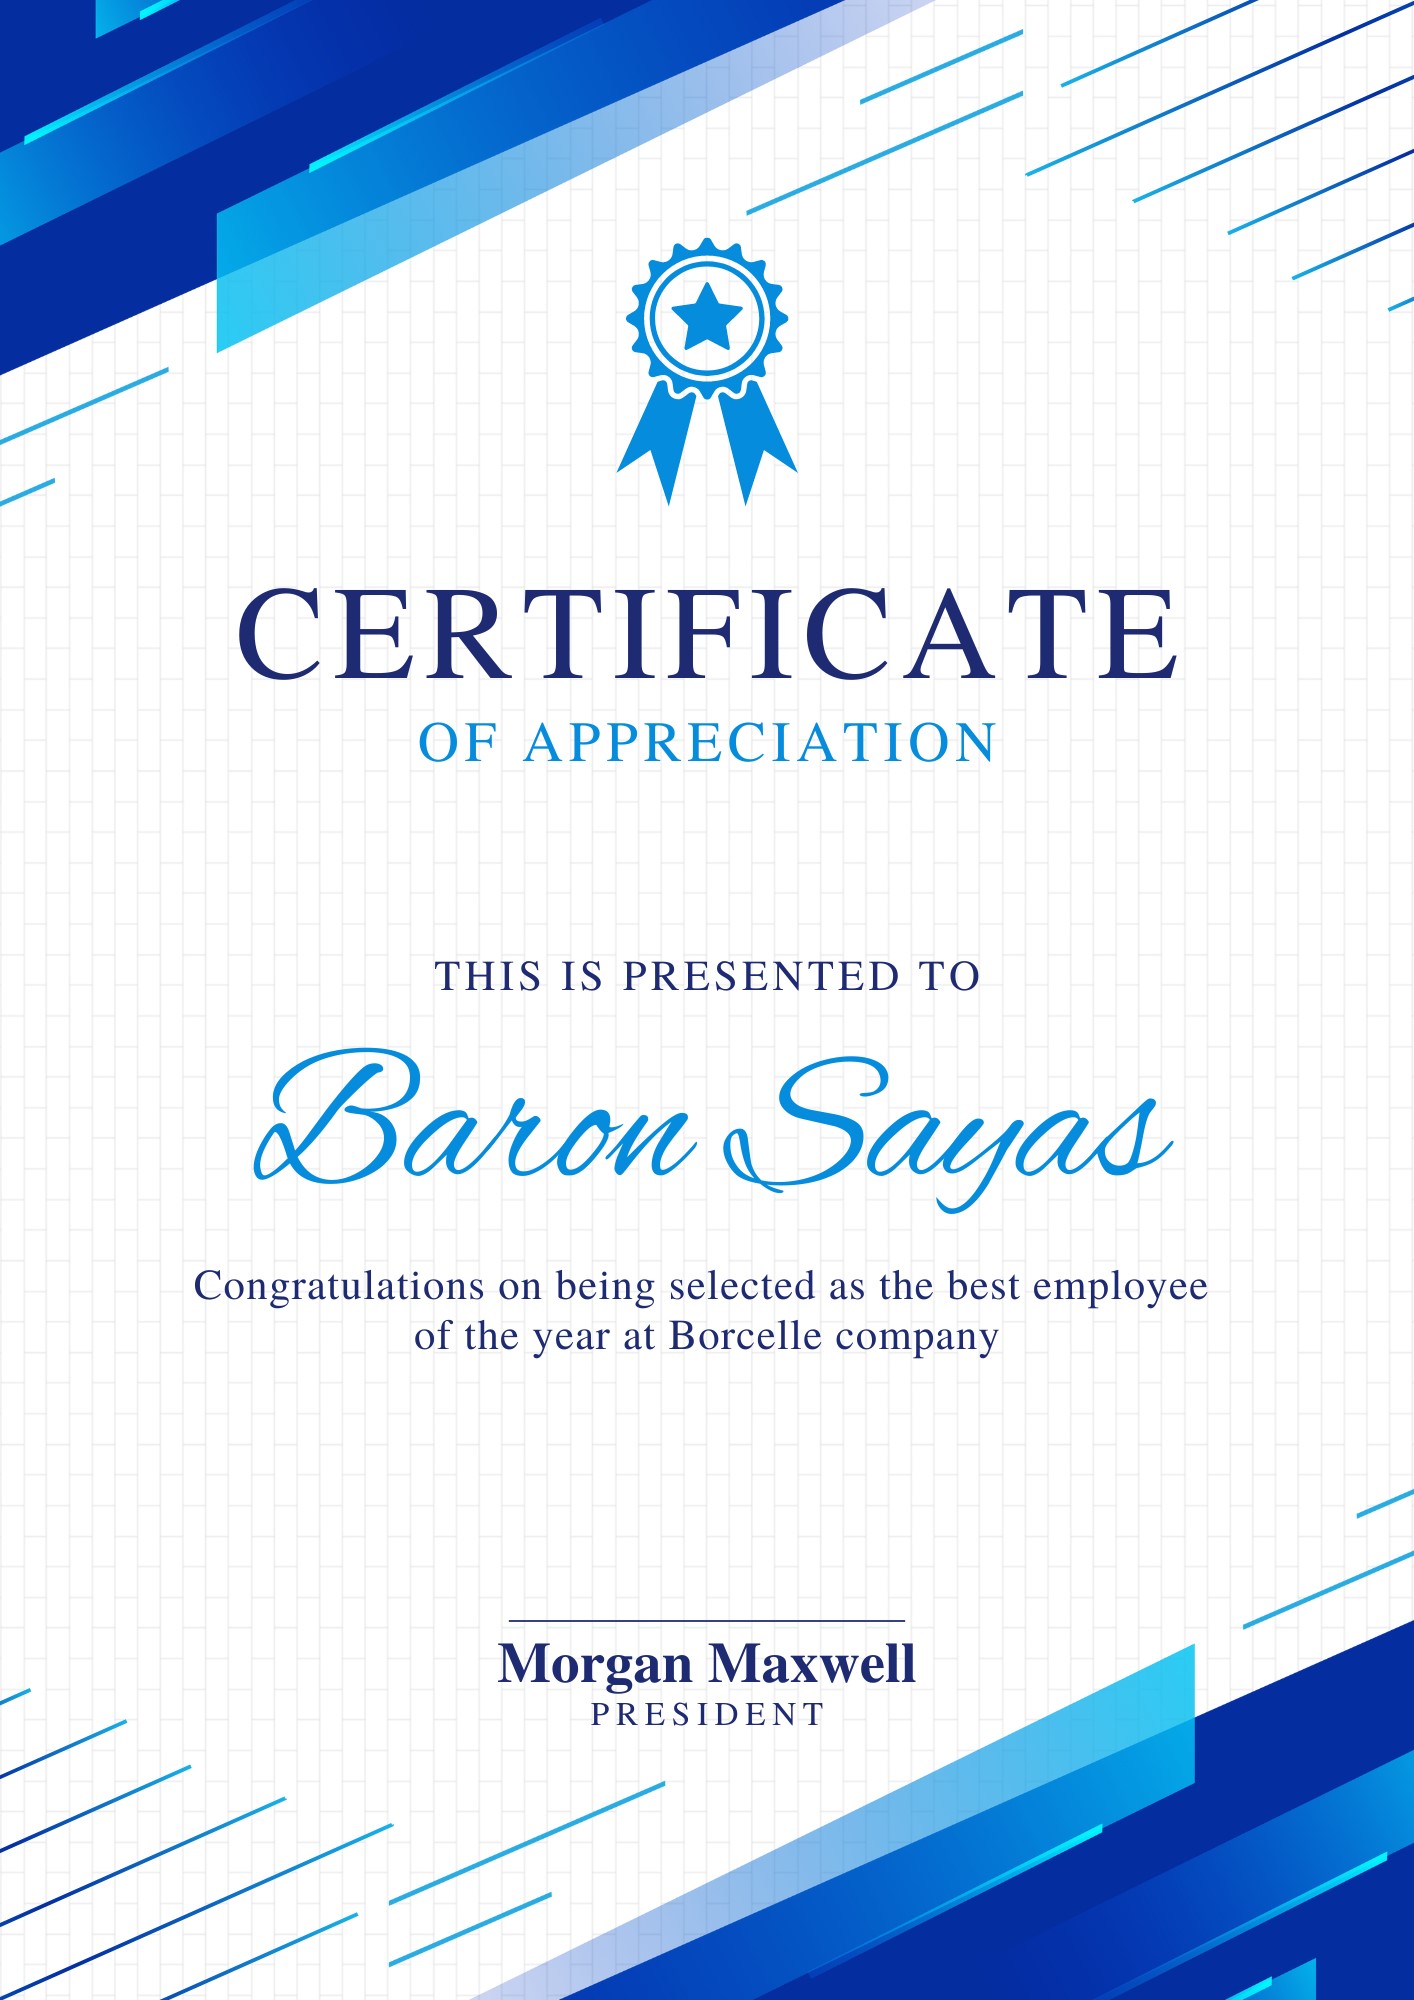 CERTIFICATE
OF APPRECIATION
THIS IS PRESENTED TO
Baron Sayas
Congratulations on being selected as the best employee
of the year at Borcelle company
Morgan Maxwell
PRESIDENT